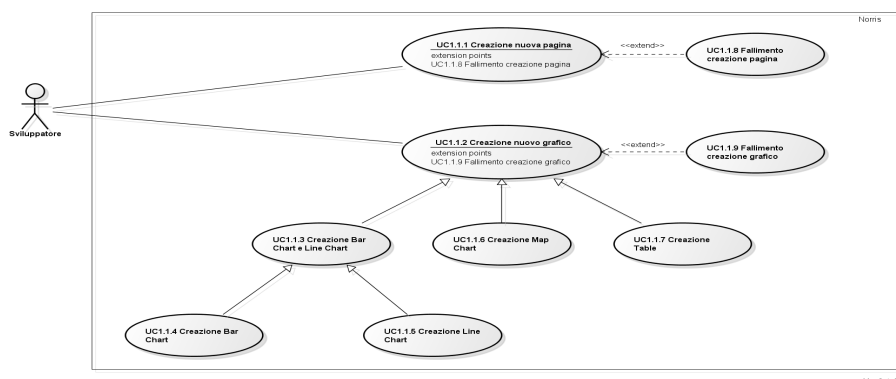 Norris
UC1.1.1 Creazione nuova pagina
extension points
UC1.1.8 Fallimento creazione pagina
<<extend>>
UC1.1.8 Fallimento
creazione pagina
Sviluppatore
UC1.1.2 Creazione nuovo grafico
extension points
UC1.1.9 Fallimento creazione grafico
<<extend>>
UC1.1.9 Fallimento
creazione grafico
UC1.1.3 Creazione Bar
Chart e Line Chart
UC1.1.6 Creazione Map
Chart
UC1.1.7 Creazione
Table
UC1.1.4 Creazione Bar
Chart
UC1.1.5 Creazione Line
Chart